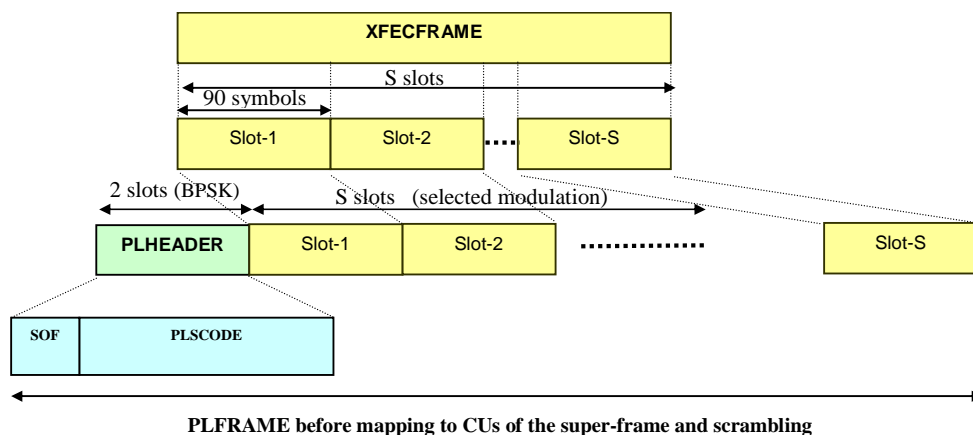 XFECFRAME
S slots
90 symbols
Slot-1 Slot-2 Slot-S
2 slots (BPSK) S slots (selected modulation)
PLHEADER Slot-1 Slot-2 Slot-S
SOF PLSCODE
PLFRAME before mapping to CUs of the super-frame and scrambling